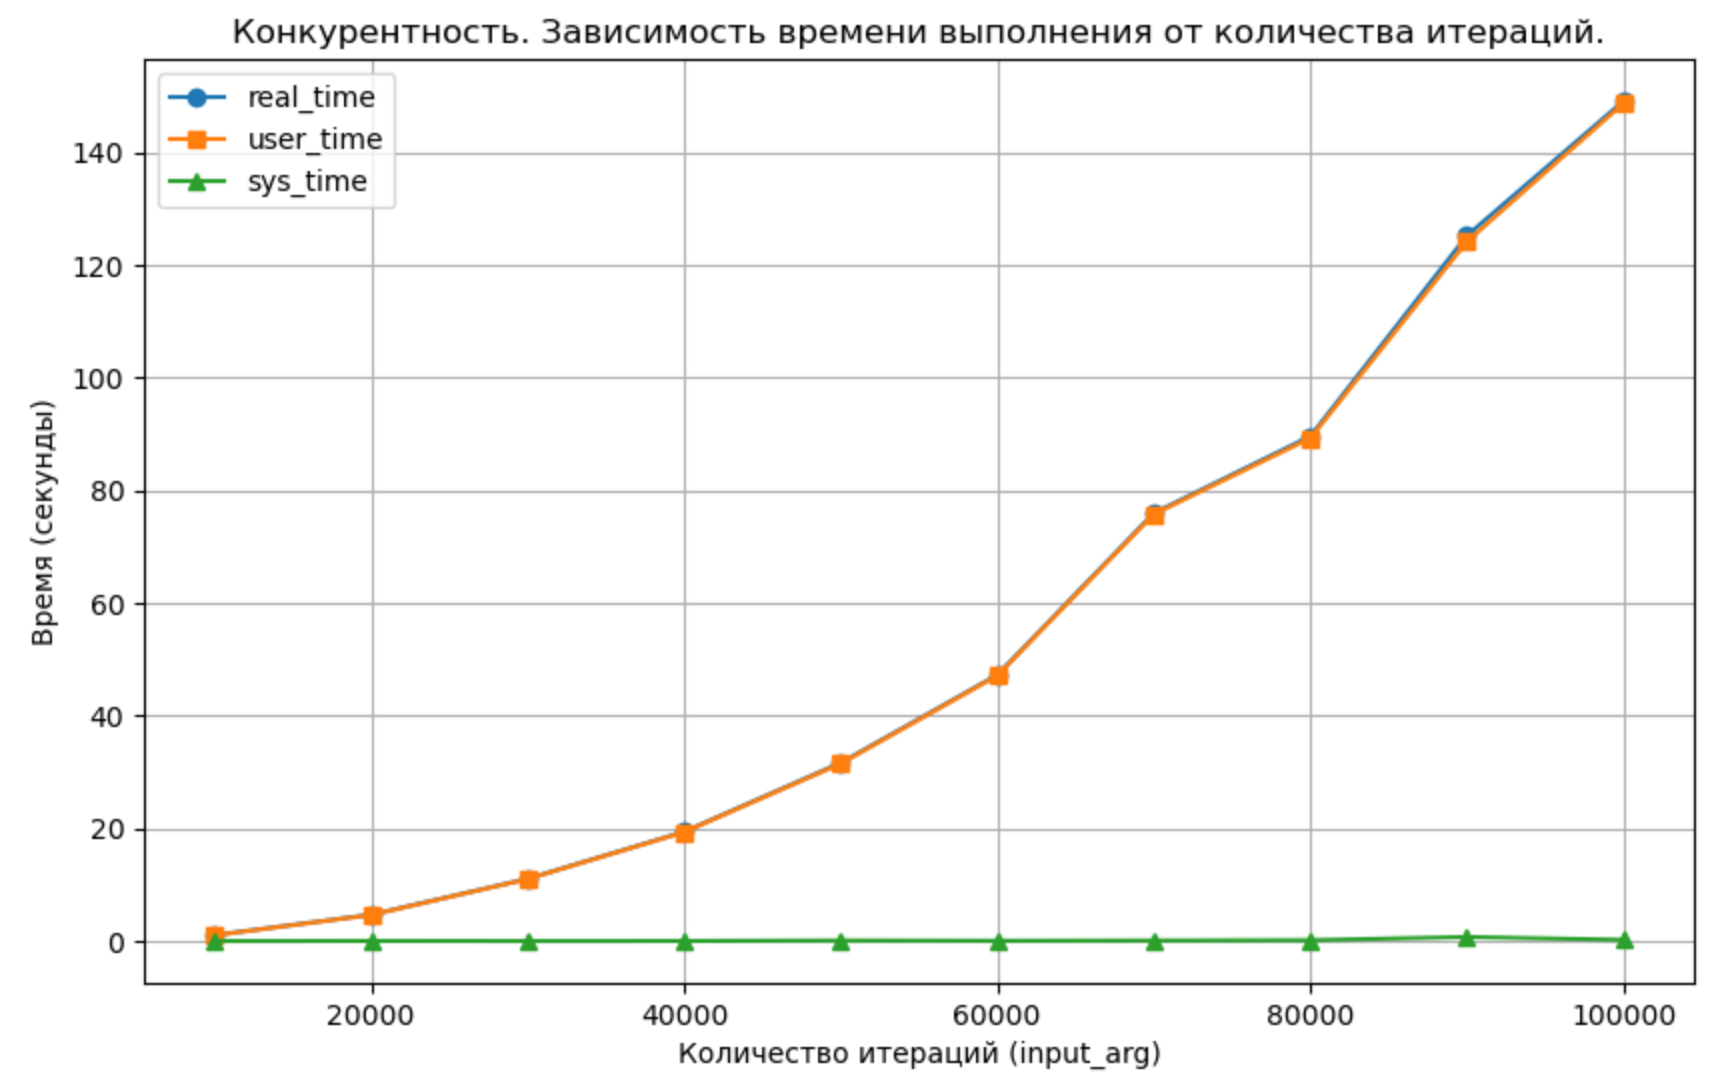 Конкурентность. Зависимость времени выполнения от количества итераций.
real_time
user_time
sys_time
140
120
100
80
60
40
20
0
Время (секунды)
20000
40000
60000
80000
100000
Количество итераций (input_arg)